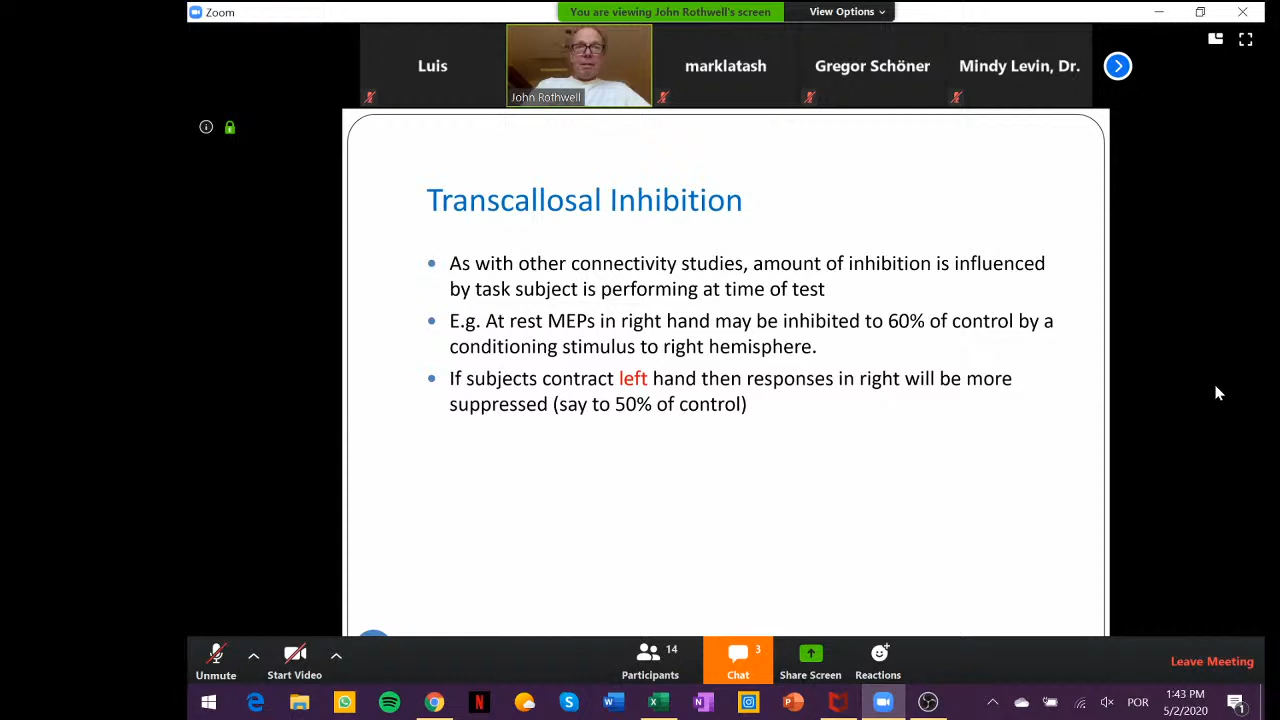 Zoom
You are viewing John Rothwell's screen
View Options
Luis
John Rothwell
marklatash
Gregor Schöner
Mindy Levin, Dr.
Transcallosal Inhibition
As with other connectivity studies, amount of inhibition is influenced
by task subject is performing at time of test
E.g. At rest MEPs in right hand may be inhibited to 60% of control by a
conditioning stimulus to right hemisphere.
If subjects contract left hand then responses in right will be more
suppressed (say to 50% of control)
Unmute
Start Video
14
Participants
3
Chat
Share Screen
Reactions
Leave Meeting
POR
1:43 PM
5/2/2020
1